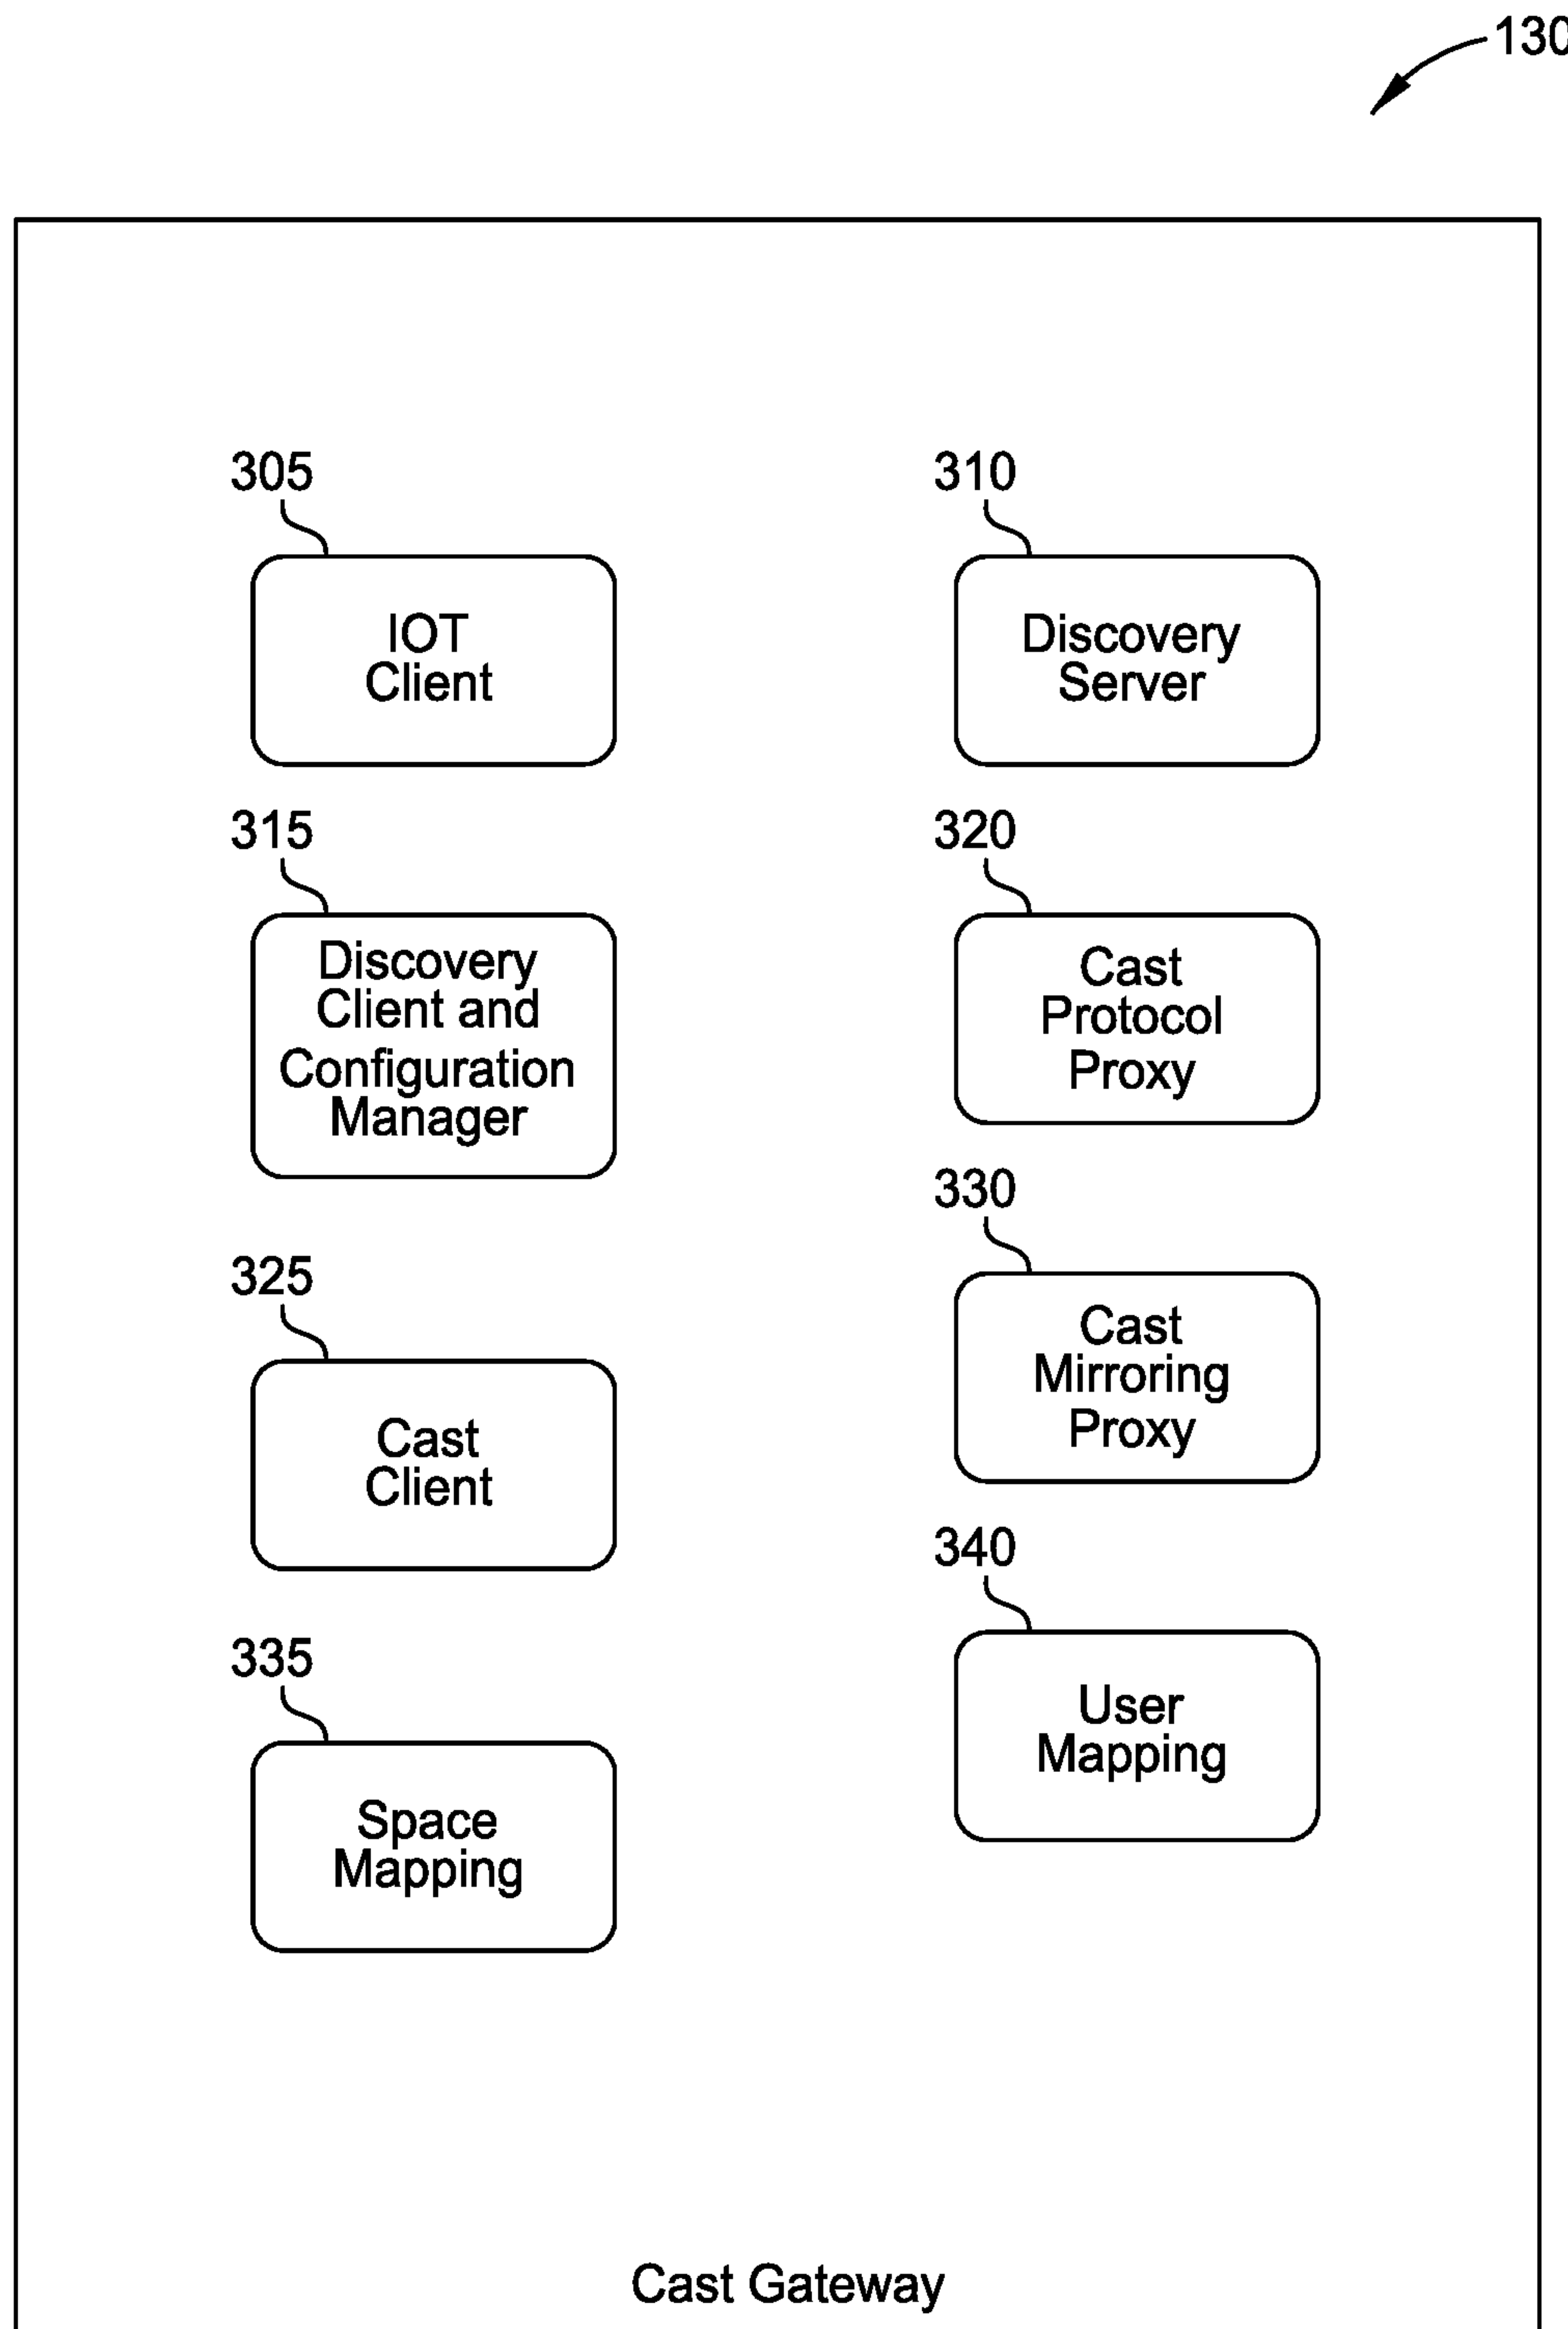 130
305
IOT
Client
310
Discovery
Server
315
Discovery
Client and
Configuration
Manager
320
Cast
Protocol
Proxy
325
Cast
Client
330
Cast
Mirroring
Proxy
335
Space
Mapping
340
User
Mapping
Cast Gateway